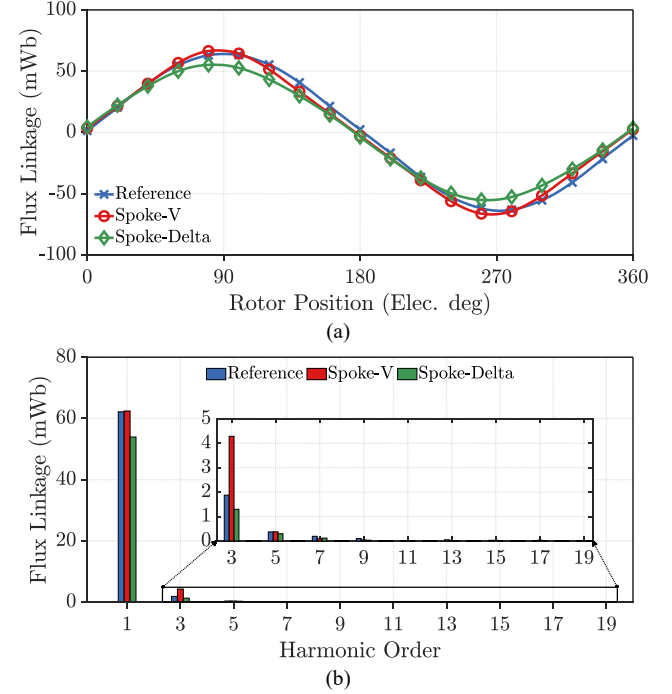 100
50
0
-50
-100
Flux Linkage (mWb)
Reference
Spoke-V
Spoke-Delta
0 90 180 270 360
Rotor Position (Elec. deg)
(a)
80
60
40
20
0
Flux Linkage (mWb)
Reference Spoke-V Spoke-Delta
5
4
3
2
1
0
3 5 7 9 11 13 15 17 19
1 3 5 7 9 11 13 15 17 19
Harmonic Order
(b)